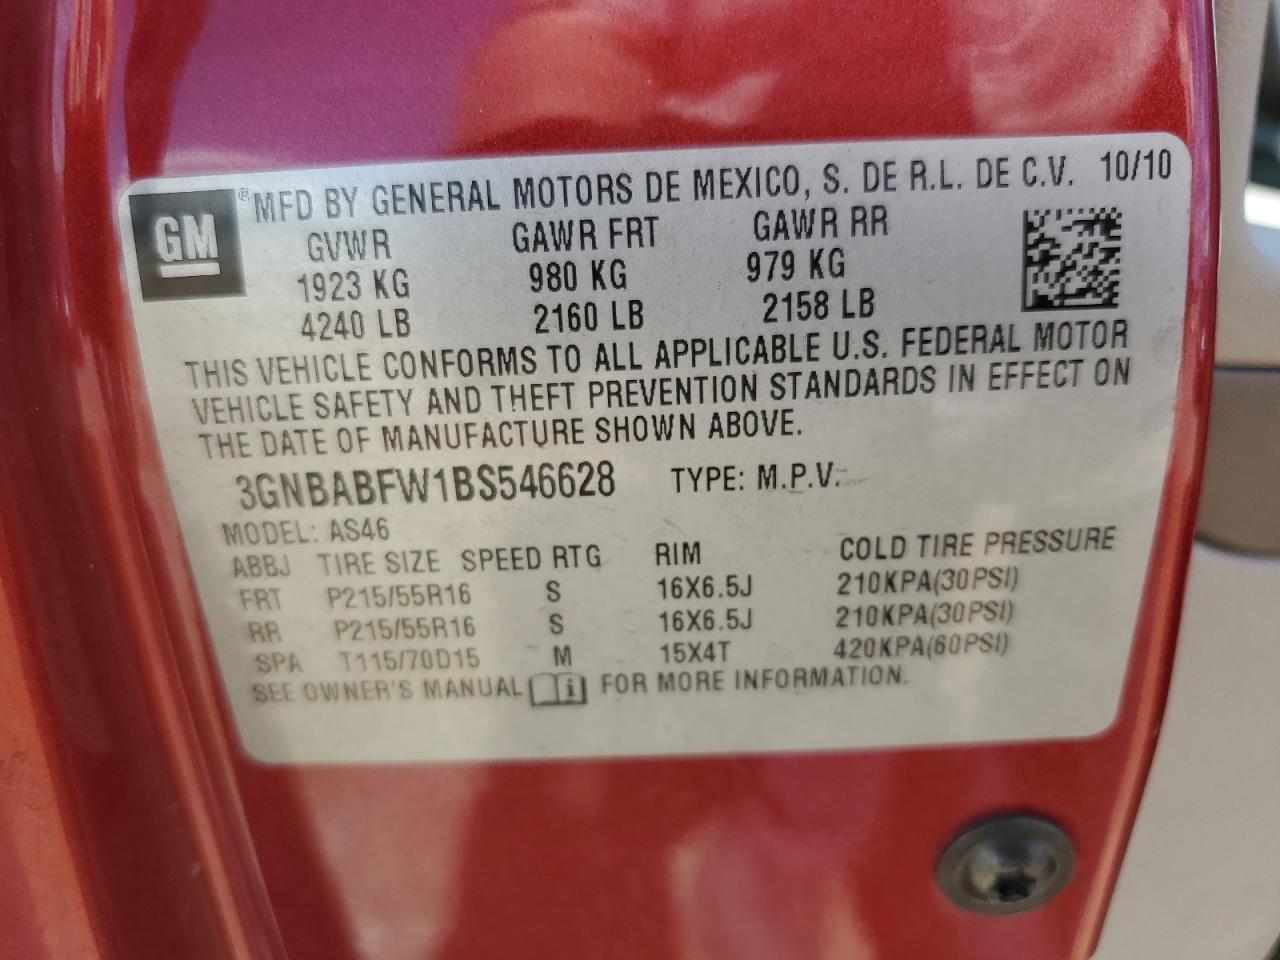 GM ® MFD BY GENERAL MOTORS DE MEXICO, S. DE R.L. DE C.V. 10/10
GVWR GAWR FRT GAWR RR
1923 KG 980 KG 979 KG
4240 LB 2160 LB 2158 LB
THIS VEHICLE CONFORMS TO ALL APPLICABLE U.S. FEDERAL MOTOR
VEHICLE SAFETY AND THEFT PREVENTION STANDARDS IN EFFECT ON
THE DATE OF MANUFACTURE SHOWN ABOVE.
3GNBABFW1BS546628 TYPE: M.P.V.
MODEL: AS46
ABBJ TIRE SIZE SPEED RTG RIM COLD TIRE PRESSURE
FRT P215/55R16 S 16X6.5J 210KPA(30PSI)
RR P215/55R16 S 16X6.5J 210KPA(30PSI)
SPA T115/70D15 M 15X4T 420KPA(60PSI)
SEE OWNER'S MANUAL i FOR MORE INFORMATION.